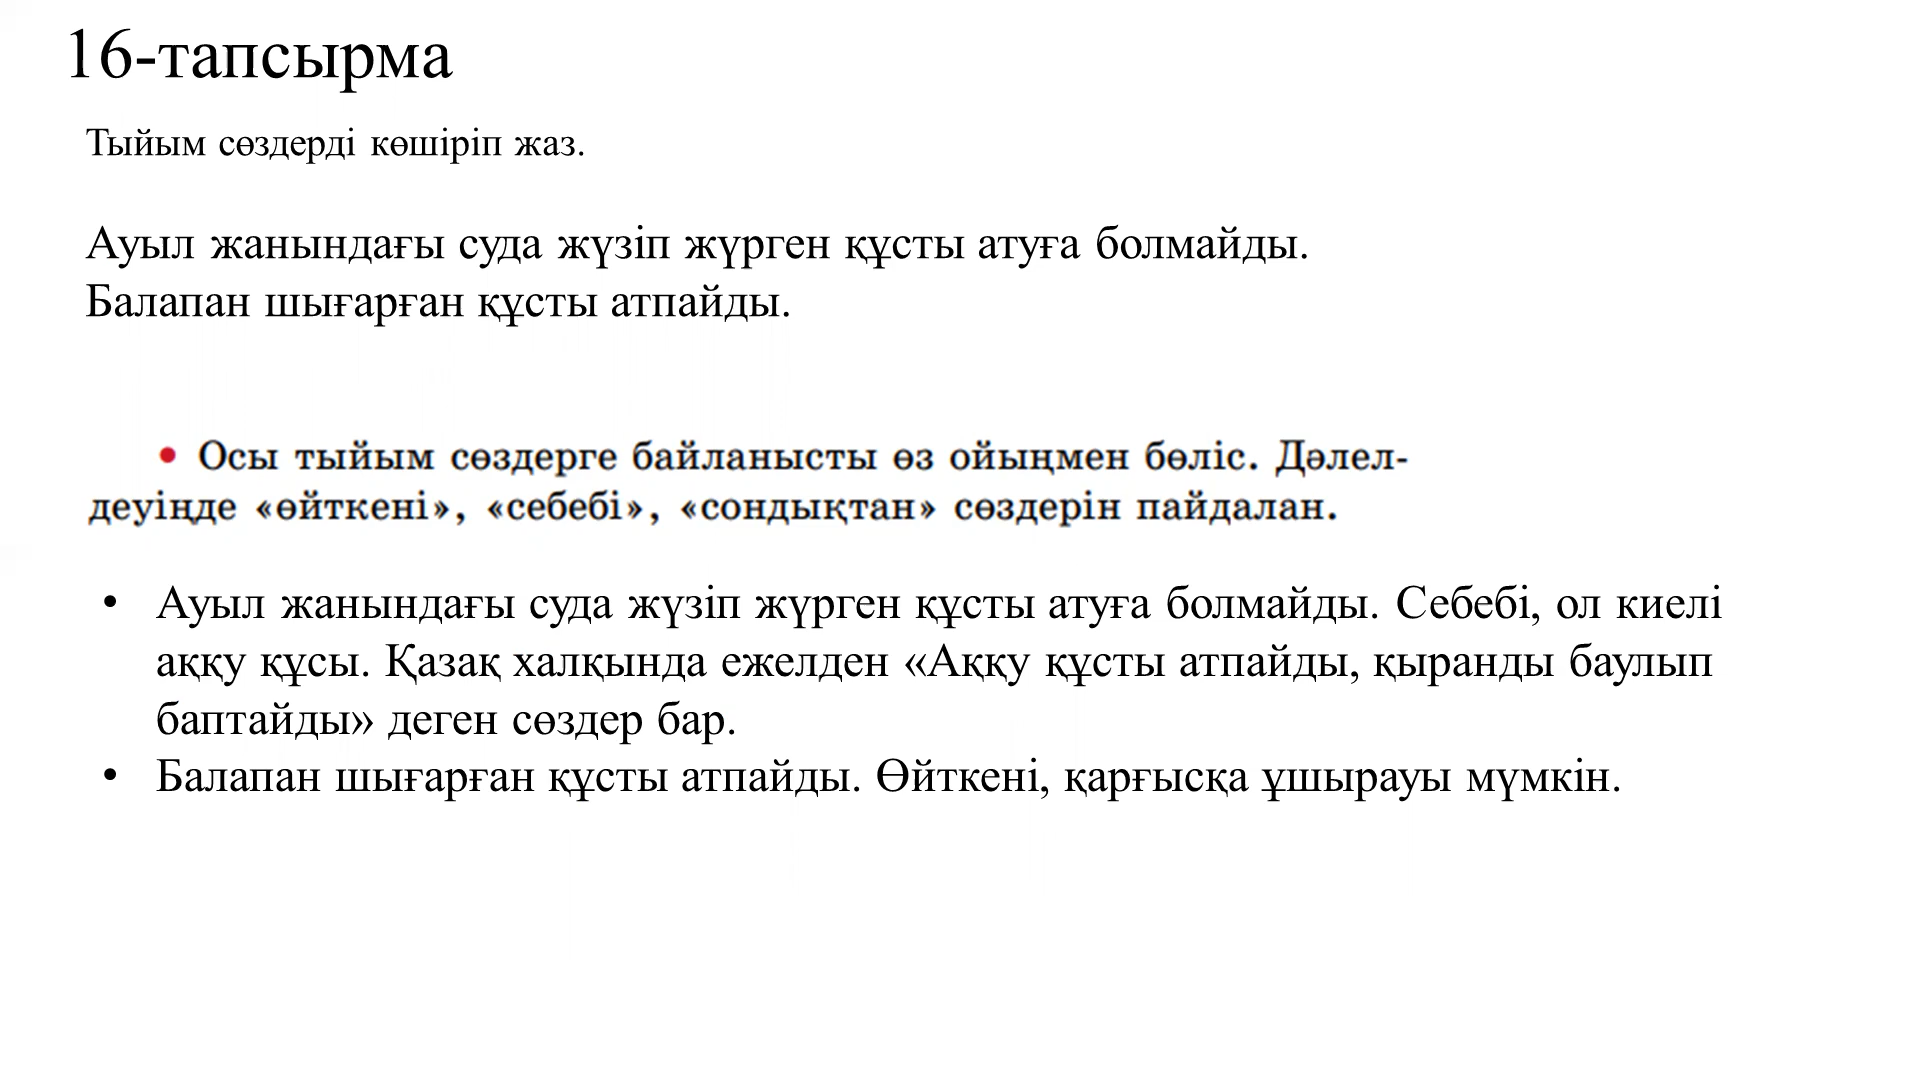 16-тапсырма
Тыйым сөздерді көшіріп жаз.
Ауыл жанындағы суда жүзіп жүрген құсты атуға болмайды.
Балапан шығарған құсты атпайды.
• Осы тыйым сөздерге байланысты өз ойыңмен бөліс. Дәлел-
деуіңде «өйткені», «себебі», «сондықтан» сөздерін пайдалан.
• Ауыл жанындағы суда жүзіп жүрген құсты атуға болмайды. Себебі, ол киелі
аққу құсы. Қазақ халқында ежелден «Аққу құсты атпайды, қыранды баулып
баптайды» деген сөздер бар.
• Балапан шығарған құсты атпайды. Өйткені, қарғысқа ұшырауы мүмкін.